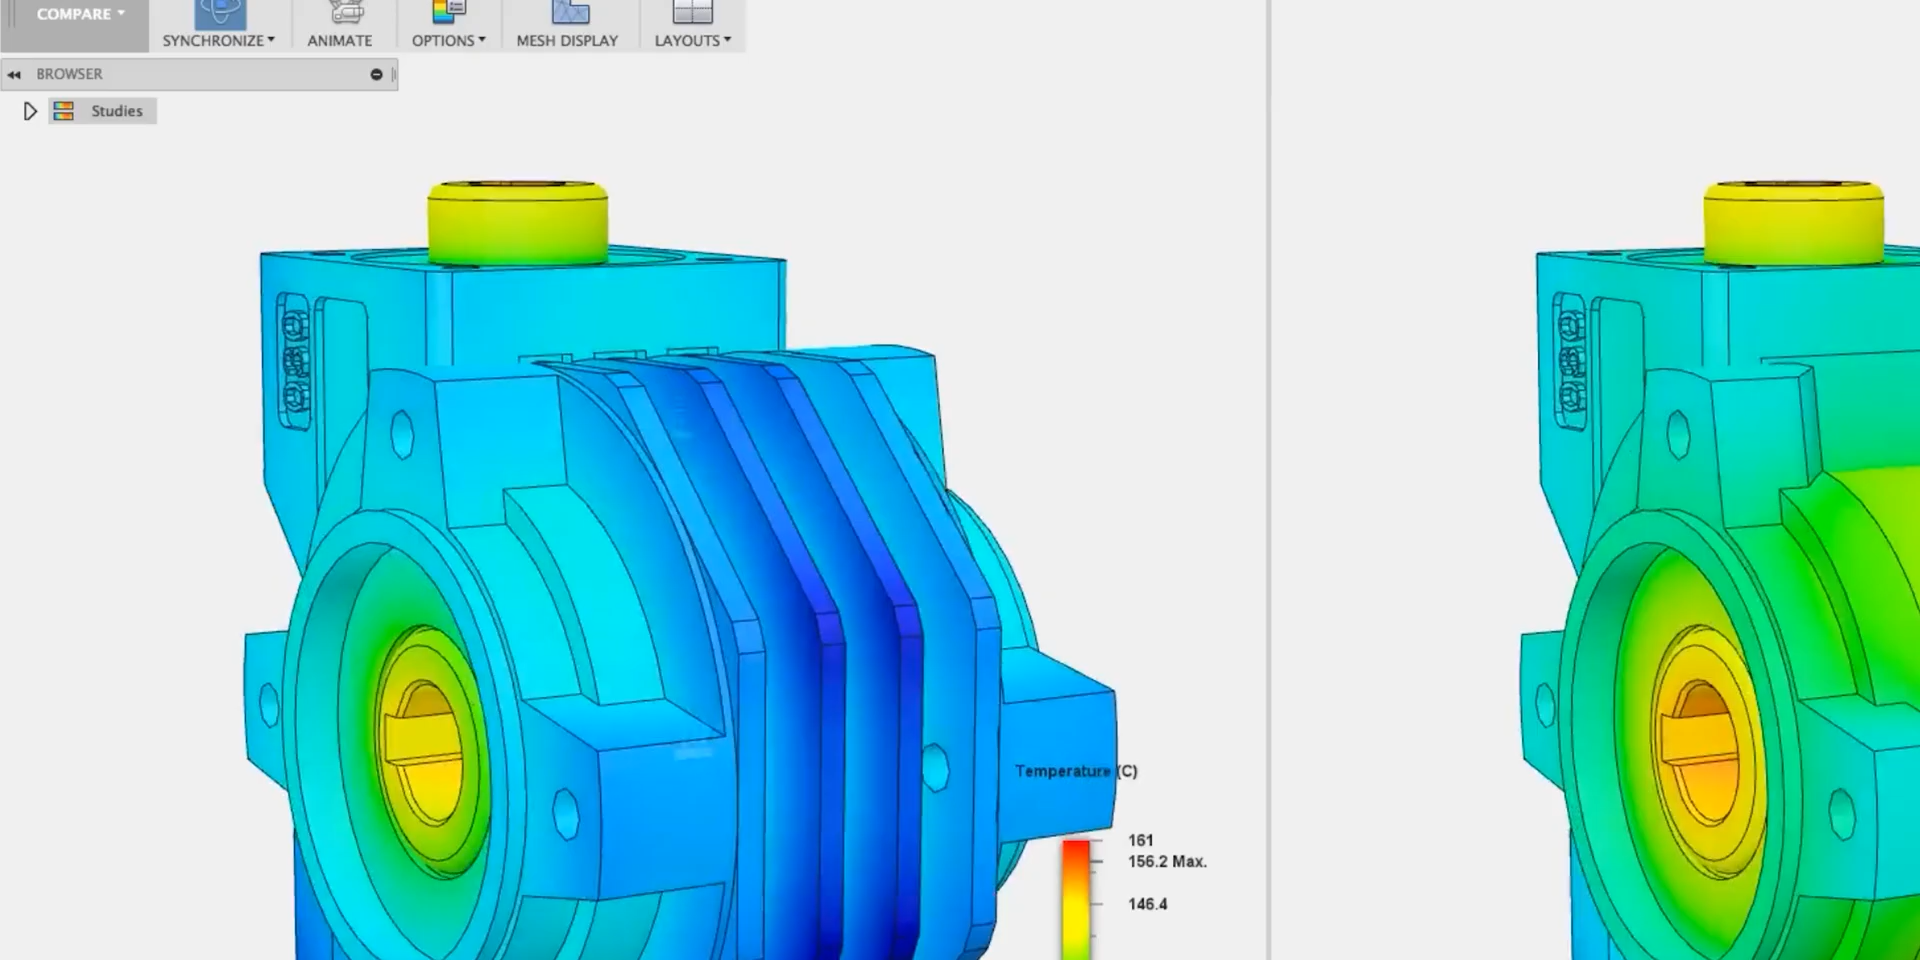 COMPARE
SYNCHRONIZE
ANIMATE
OPTIONS
MESH DISPLAY
LAYOUTS
BROWSER
Studies
Temperature (C)
161
156.2 Max.
146.4